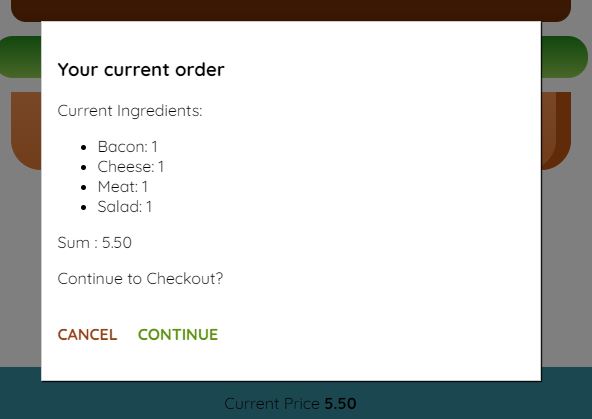 Your current order
Current Ingredients:
Bacon: 1
Cheese: 1
Meat: 1
Salad: 1
Sum : 5.50
Continue to Checkout?
CANCEL CONTINUE
Current Price 5.50